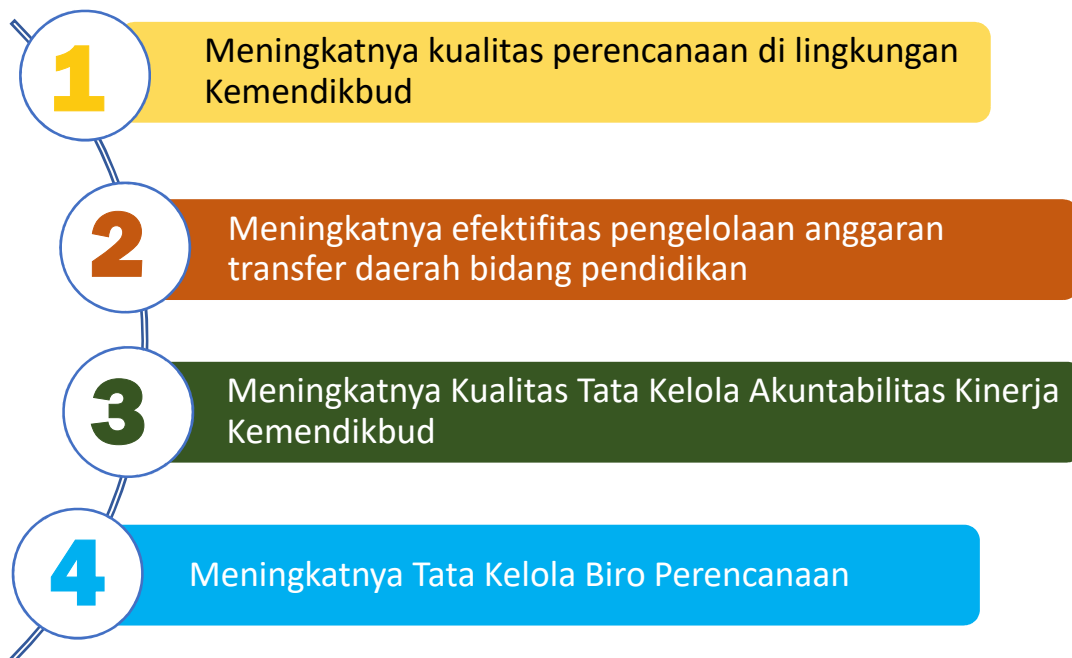 1
Meningkatnya kualitas perencanaan di lingkungan
Kemendikbud
2
Meningkatnya efektifitas pengelolaan anggaran
transfer daerah bidang pendidikan
3
Meningkatnya Kualitas Tata Kelola Akuntabilitas Kinerja
Kemendikbud
4
Meningkatnya Tata Kelola Biro Perencanaan